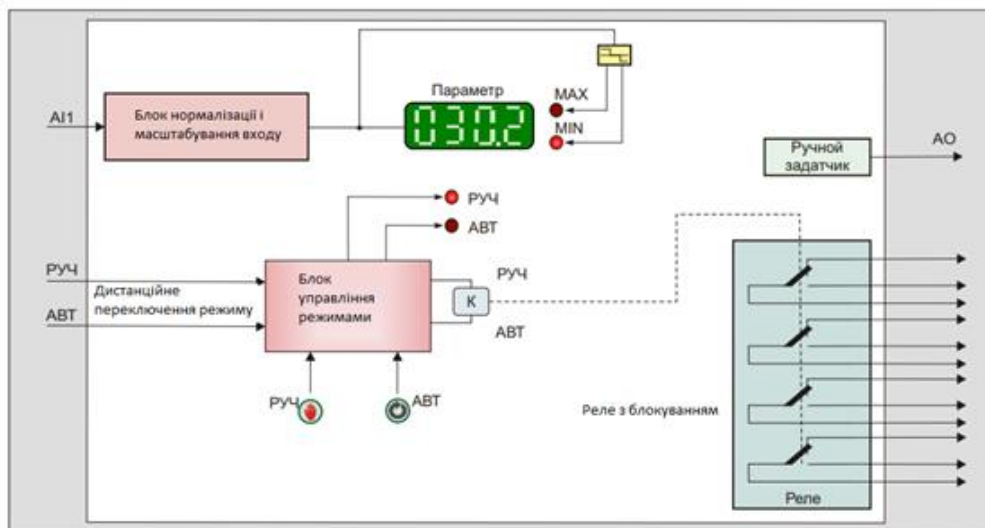 Параметр
030.2
MAX
MIN
AI1
Блок нормалізації і
масштабування входу
Ручной
задатчик
АО
РУЧ
АВТ
РУЧ
Дистанційне
переключення режиму
АВТ
Блок
управління
режимами
РУЧ
К
АВТ
РУЧ
АВТ
Реле з блокуванням
Реле